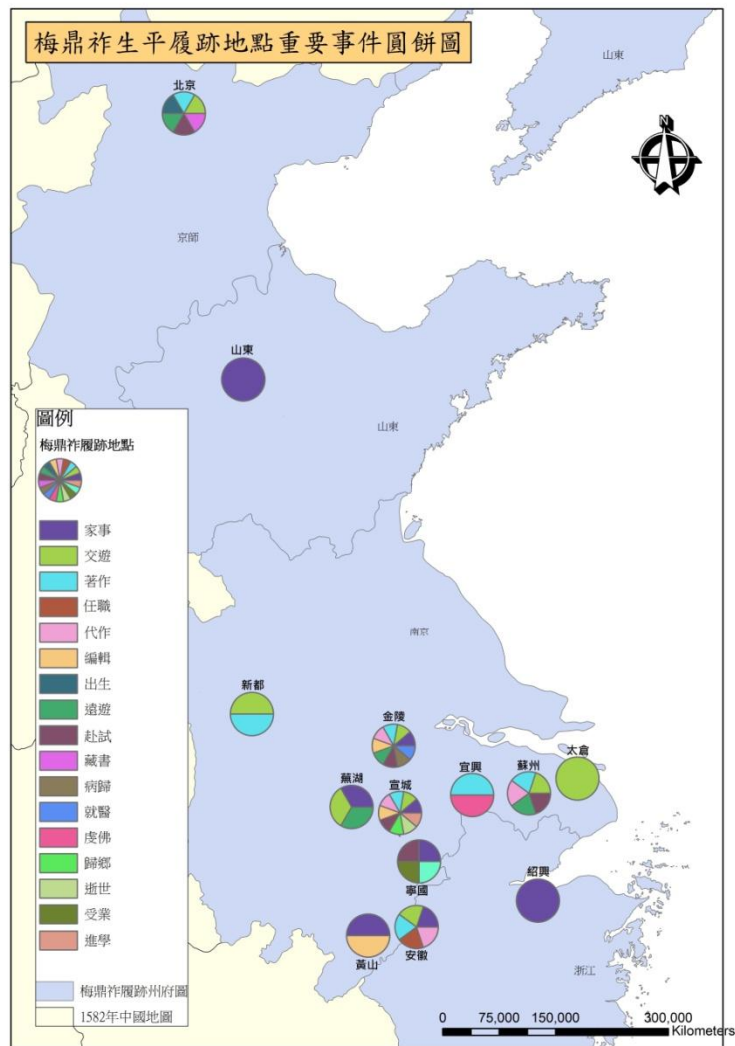 梅鼎祚生平履跡地點重要事件圓餅圖
山東
北京
N
京師
山東
山東
圖例
梅鼎祚履跡地點
家事
交遊
著作
任職
代作
編輯
出生
遠遊
赴試
藏書
病歸
就醫
虔佛
歸鄉
逝世
受業
進學
梅鼎祚履跡州府圖
1582年中國地圖
南京
新都
金陵
太倉
宜興
蘇州
蕪湖
宣城
寧國
紹興
黃山
安徽
浙江
0 75,000 150,000 300,000
Kilometers